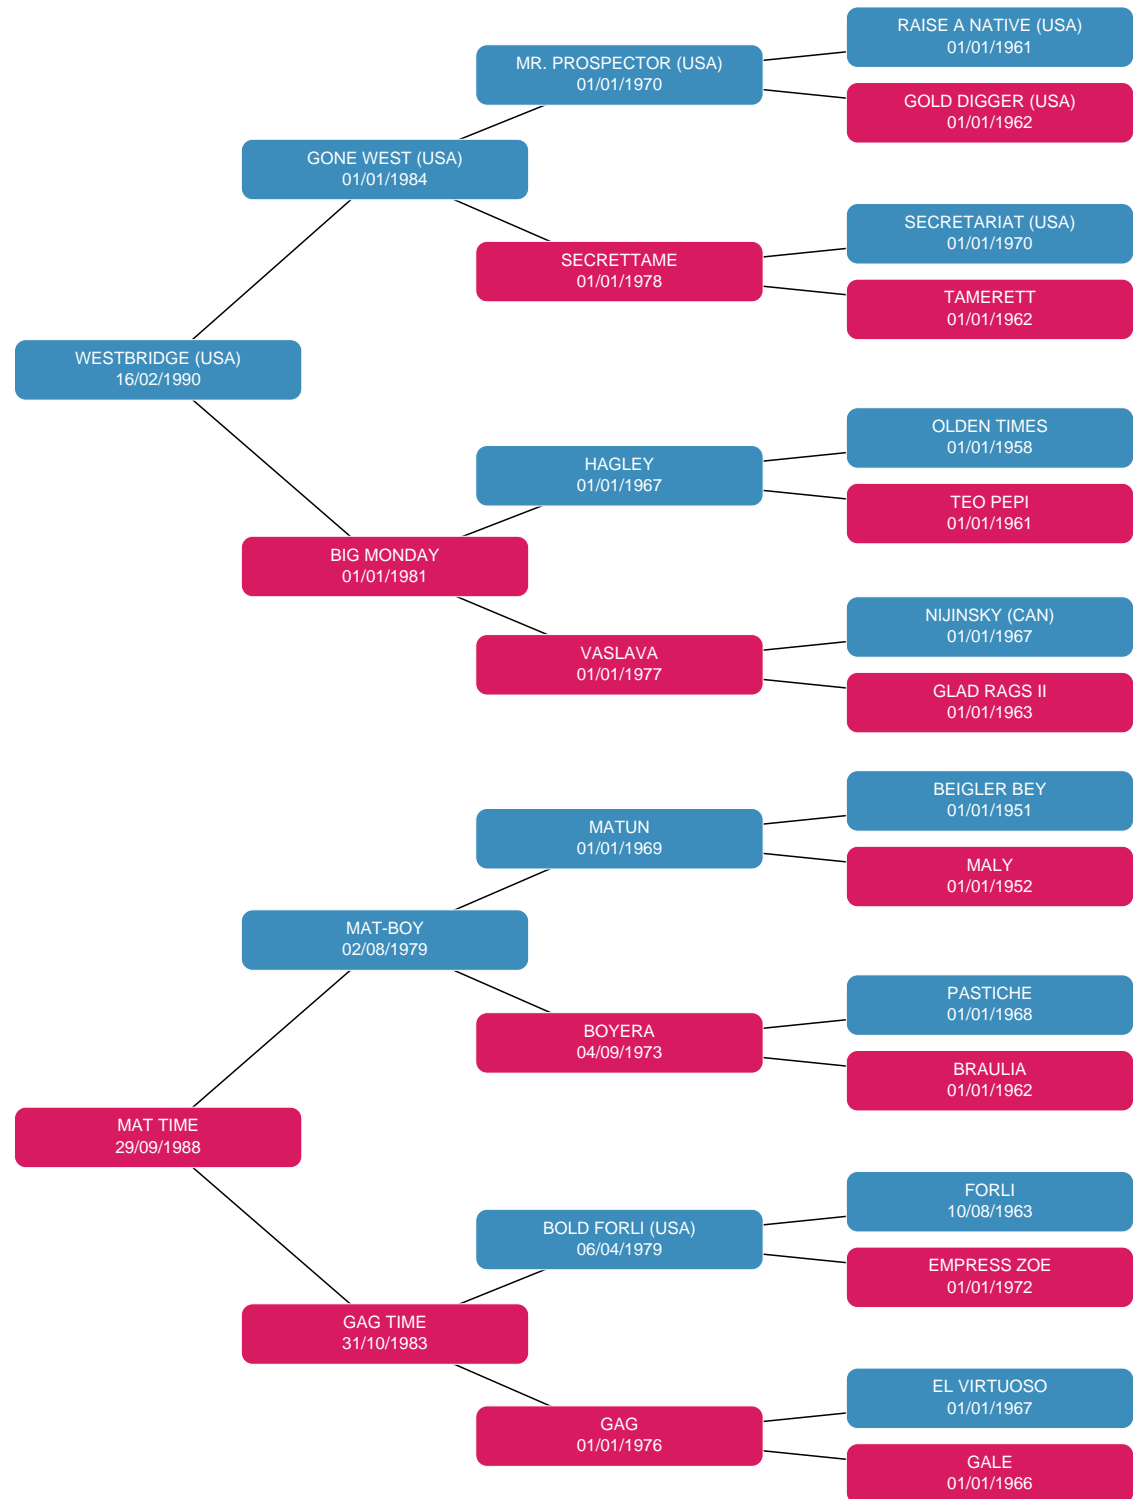 RAISE A NATIVE (USA)
01/01/1961
MR. PROSPECTOR (USA)
01/01/1970
GOLD DIGGER (USA)
01/01/1962
GONE WEST (USA)
01/01/1984
SECRETARIAT (USA)
01/01/1970
SECRETTAME
01/01/1978
TAMERETT
01/01/1962
WESTBRIDGE (USA)
16/02/1990
OLDEN TIMES
01/01/1958
HAGLEY
01/01/1967
TEO PEPI
01/01/1961
BIG MONDAY
01/01/1981
NIJINSKY (CAN)
01/01/1967
VASLAVA
01/01/1977
GLAD RAGS II
01/01/1963
BEIGLER BEY
01/01/1951
MATUN
01/01/1969
MALY
01/01/1952
MAT-BOY
02/08/1979
PASTICHE
01/01/1968
BOYERA
04/09/1973
BRAULIA
01/01/1962
MAT TIME
29/09/1988
FORLI
10/08/1963
BOLD FORLI (USA)
06/04/1979
EMPRESS ZOE
01/01/1972
GAG TIME
31/10/1983
EL VIRTUOSO
01/01/1967
GAG
01/01/1976
GALE
01/01/1966